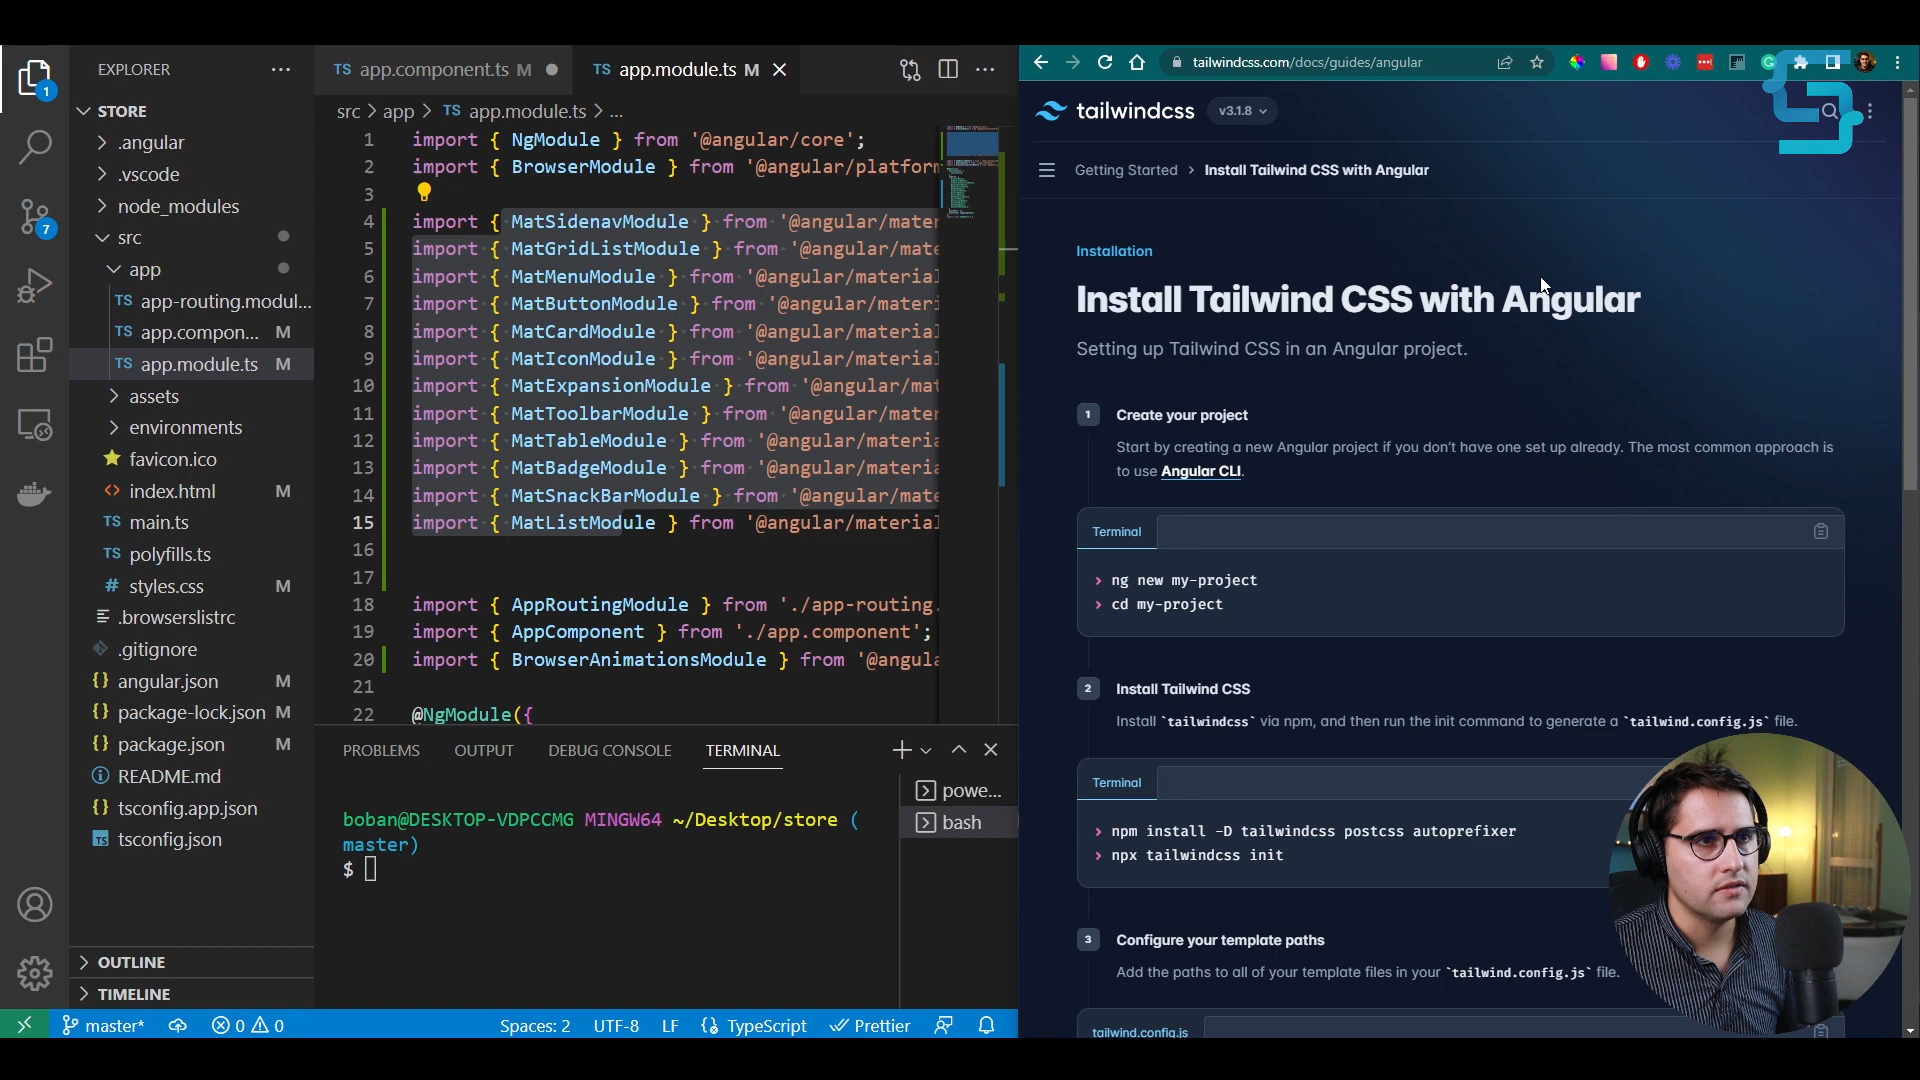 EXPLORER
STORE
.angular
.vscode
node_modules
src
app
TS app-routing.modul...
TS app.compon... M
TS app.module.ts M
assets
environments
favicon.ico
<> index.html M
TS main.ts
TS polyfills.ts
# styles.css M
.browserslistrc
.gitignore
{} angular.json M
{} package-lock.json M
{} package.json M
README.md
{} tsconfig.app.json
TS tsconfig.json
OUTLINE
TIMELINE
1
7
TS app.component.ts M
TS app.module.ts M
src > app > TS app.module.ts > ...
1 import { NgModule } from '@angular/core';
2 import { BrowserModule } from '@angular/platform
3
4 import { MatSidenavModule } from '@angular/mater
5 import { MatGridListModule } from '@angular/mate
6 import { MatMenuModule } from '@angular/material
7 import { MatButtonModule } from '@angular/materi
8 import { MatCardModule } from '@angular/material
9 import { MatIconModule } from '@angular/material
10 import { MatExpansionModule } from '@angular/mat
11 import { MatToolbarModule } from '@angular/mater
12 import { MatTableModule } from '@angular/materia
13 import { MatBadgeModule } from '@angular/materia
14 import { MatSnackBarModule } from '@angular/mate
15 import { MatListModule } from '@angular/material
16
17
18 import { AppRoutingModule } from './app-routing.
19 import { AppComponent } from './app.component';
20 import { BrowserAnimationsModule } from '@angula
21
22 @NgModule({
PROBLEMS OUTPUT DEBUG CONSOLE TERMINAL
powe...
bash
boban@DESKTOP-VDPCCMG MINGW64 ~/Desktop/store (
master)
$
master* 0 0 Spaces: 2 UTF-8 LF {} TypeScript Prettier
tailwindcss.com/docs/guides/angular
tailwindcss v3.1.8
Getting Started > Install Tailwind CSS with Angular
Installation
Install Tailwind CSS with Angular
Setting up Tailwind CSS in an Angular project.
1 Create your project
Start by creating a new Angular project if you don’t have one set up already. The most common approach is
to use Angular CLI.
Terminal
> ng new my-project
> cd my-project
2 Install Tailwind CSS
Install `tailwindcss` via npm, and then run the init command to generate a `tailwind.config.js` file.
Terminal
> npm install -D tailwindcss postcss autoprefixer
> npx tailwindcss init
3 Configure your template paths
Add the paths to all of your template files in your `tailwind.config.js` file.
tailwind.config.js